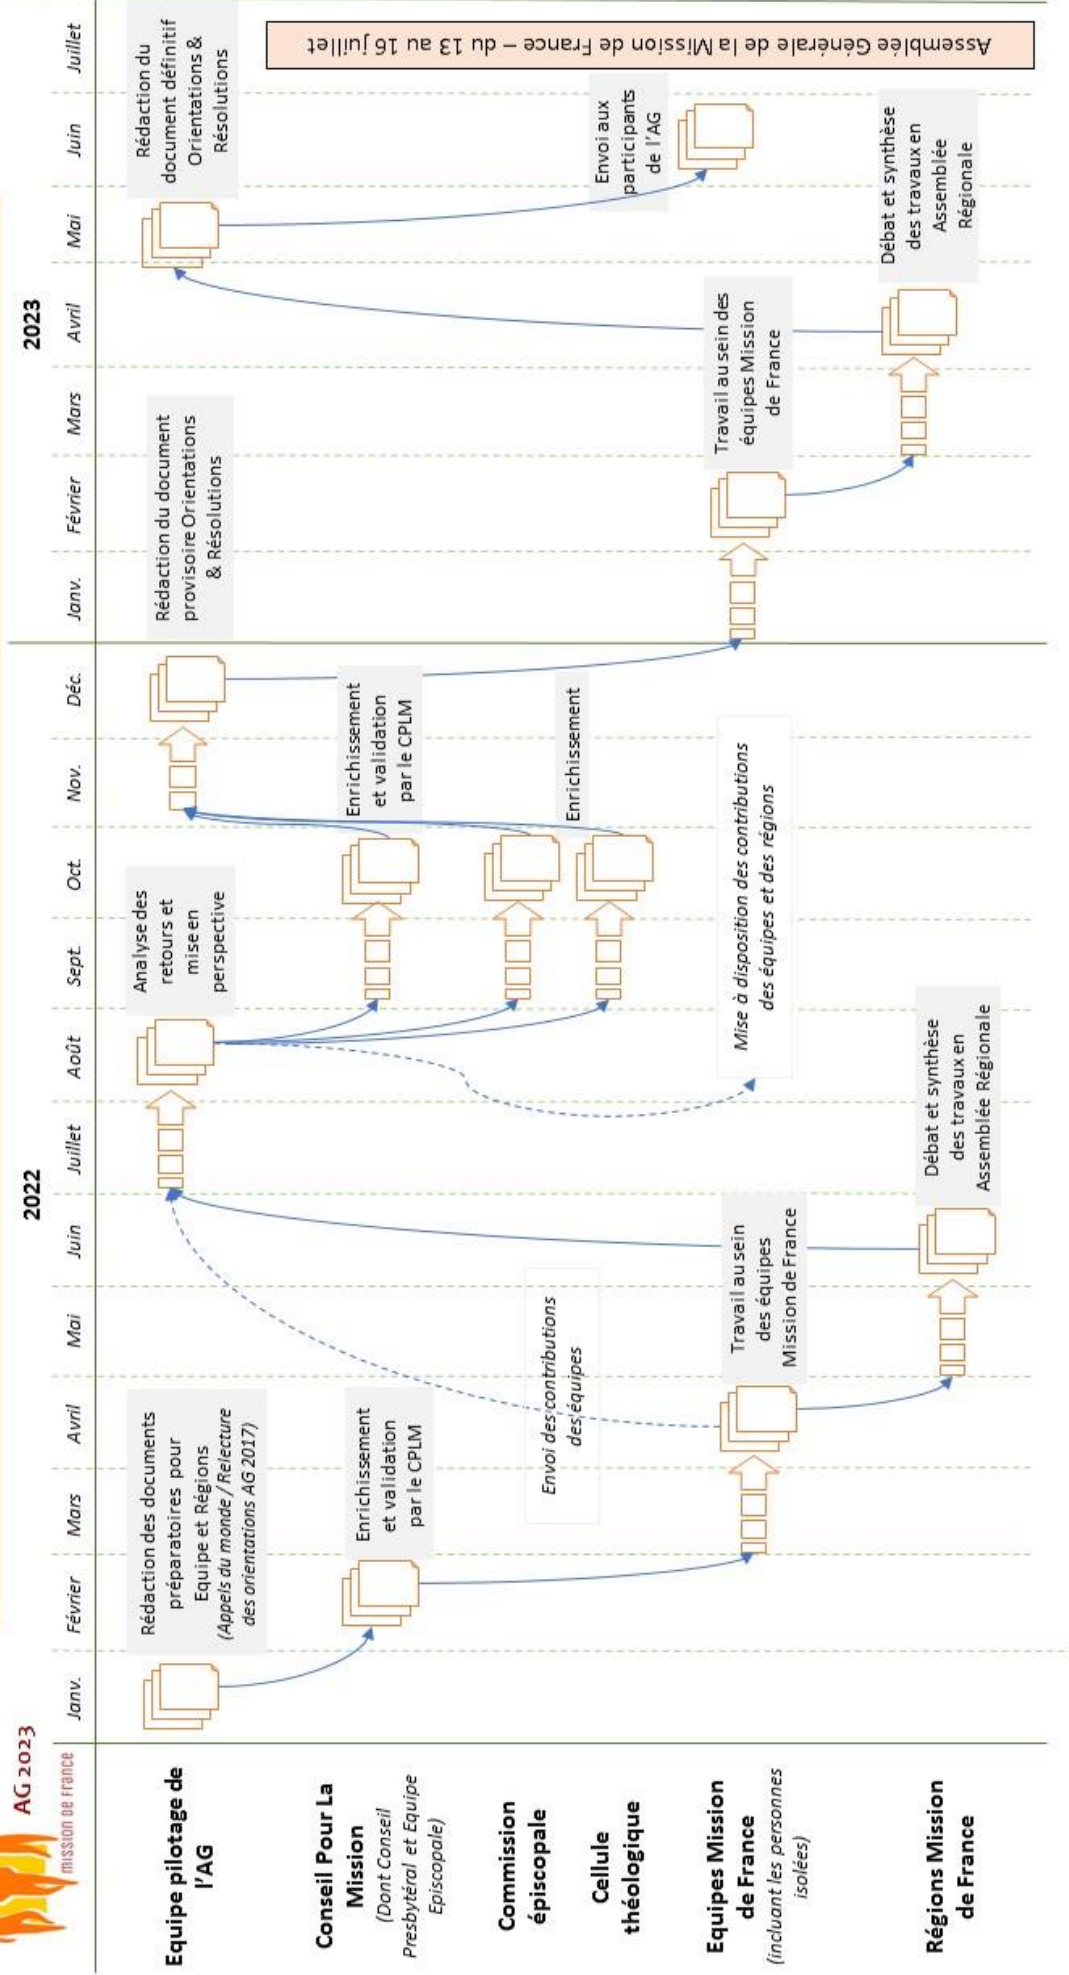 AG 2023
mission de France
2022
2023
Janv.
Février
Mars
Avril
Mai
Juin
Juillet
Août
Sept.
Oct.
Nov.
Déc.
Janv.
Février
Mars
Avril
Mai
Juin
Juillet
Equipe pilotage de
l'AG
Rédaction des documents
préparatoires pour
Equipe et Régions
(Appels du monde / Relecture
des orientations AG 2017)
Analyse des
retours et
mise en
perspective
Rédaction du document
provisoire Orientations
& Résolutions
Rédaction du
document définitif
Orientations &
Résolutions
Conseil Pour La
Mission
(Dont Conseil
Presbytéral et Equipe
Episcopale)
Enrichissement
et validation
par le CPLM
Enrichissement
et validation
par le CPLM
Commission
épiscopale
Cellule
théologique
Envoi des contributions
des équipes
Enrichissement
Envoi aux
participants
de l'AG
Equipes Mission
de France
(incluant les personnes
isolées)
Travail au sein
des équipes
Mission de France
Mise à disposition des contributions
des équipes et des régions
Travail au sein des
équipes Mission
de France
Régions Mission
de France
Débat et synthèse
des travaux en
Assemblée Régionale
Débat et synthèse
des travaux en
Assemblée
Régionale
Assemblée Générale de la Mission de France – du 13 au 16 juillet